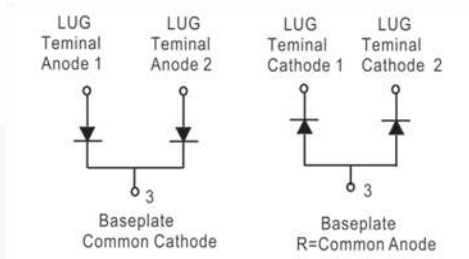 LUG
Teminal
Anode 1
LUG
Teminal
Anode 2
LUG
Teminal
Cathode 1
LUG
Teminal
Cathode 2
3
Baseplate
Common Cathode
3
Baseplate
R=Common Anode